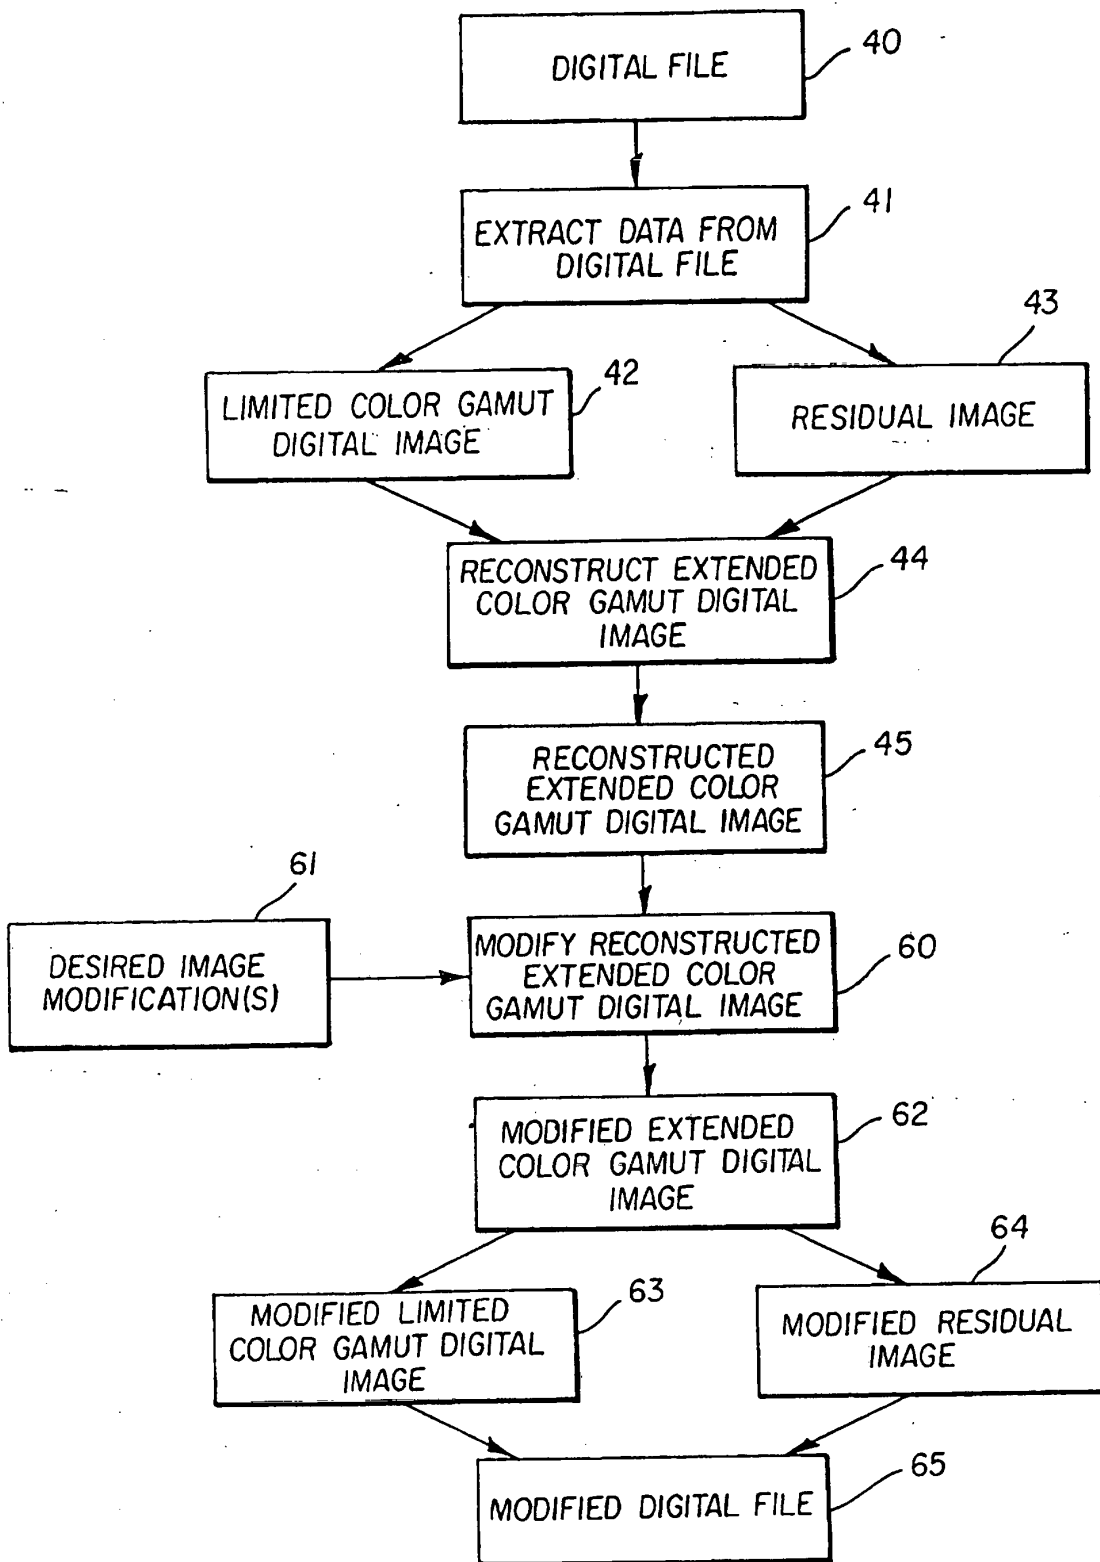 DIGITAL FILE
40
EXTRACT DATA FROM
DIGITAL FILE
41
LIMITED COLOR GAMUT
DIGITAL IMAGE
42
RESIDUAL IMAGE
43
RECONSTRUCT EXTENDED
COLOR GAMUT DIGITAL
IMAGE
44
RECONSTRUCTED
EXTENDED COLOR
GAMUT DIGITAL IMAGE
45
61
DESIRED IMAGE
MODIFICATION(S)
MODIFY RECONSTRUCTED
EXTENDED COLOR
GAMUT DIGITAL IMAGE
60
MODIFIED EXTENDED
COLOR GAMUT DIGITAL
IMAGE
62
MODIFIED LIMITED
COLOR GAMUT DIGITAL
IMAGE
63
MODIFIED RESIDUAL
IMAGE
64
MODIFIED DIGITAL FILE
65